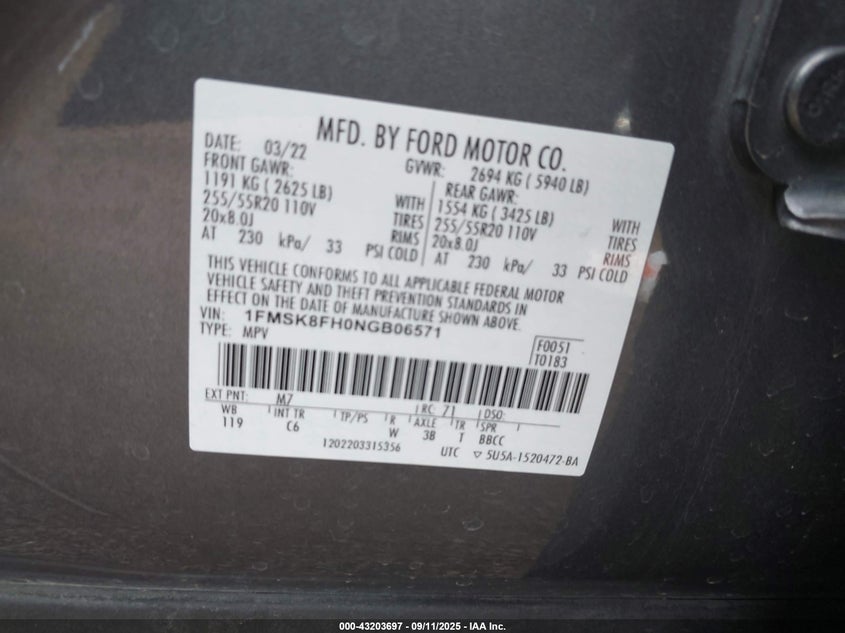 MFD. BY FORD MOTOR CO.
DATE: 03/22 GVWR: 2694 KG ( 5940 LB)
FRONT GAWR: REAR GAWR:
1191 KG ( 2625 LB) WITH 1554 KG ( 3425 LB) WITH
255/55R20 110V TIRES 255/55R20 110V TIRES
20x8.0J RIMS 20x8.0J RIMS
AT 230 kPa/ 33 PSI COLD AT 230 kPa/ 33 PSI COLD
THIS VEHICLE CONFORMS TO ALL APPLICABLE FEDERAL MOTOR
VEHICLE SAFETY AND THEFT PREVENTION STANDARDS IN
EFFECT ON THE DATE OF MANUFACTURE SHOWN ABOVE.
VIN: 1FMSK8FH0NGB06571
TYPE: MPV
F0051
T0183
EXT PNT: M7 RC: 71 DSO:
WB INT TR TP/PS R AXLE TR SPR
119 C6 W 3B T BBCC
1202203315356 UTC ▽ 5U5A-1520472-BA
000-43203697 - 09/11/2025 - IAA Inc.